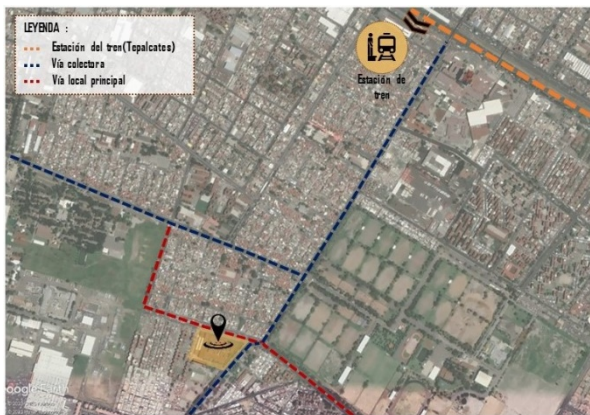 LEYENDA :
Estación del tren(Tepalcates)
Vía colectora
Vía local principal
Estación de
tren